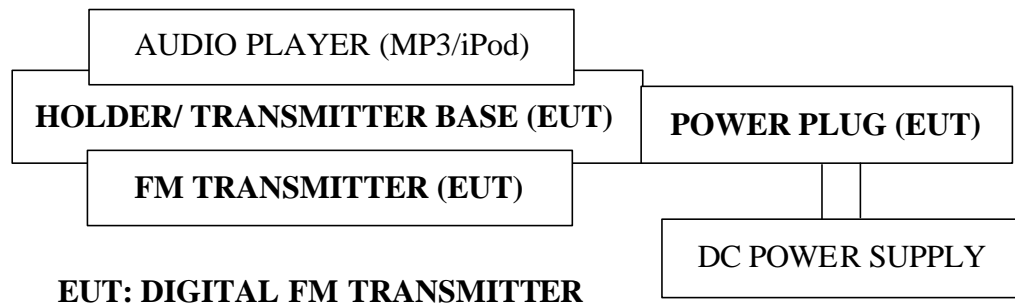 AUDIO PLAYER (MP3/iPod)
HOLDER/ TRANSMITTER BASE (EUT)
POWER PLUG (EUT)
FM TRANSMITTER (EUT)
DC POWER SUPPLY
EUT: DIGITAL FM TRANSMITTER